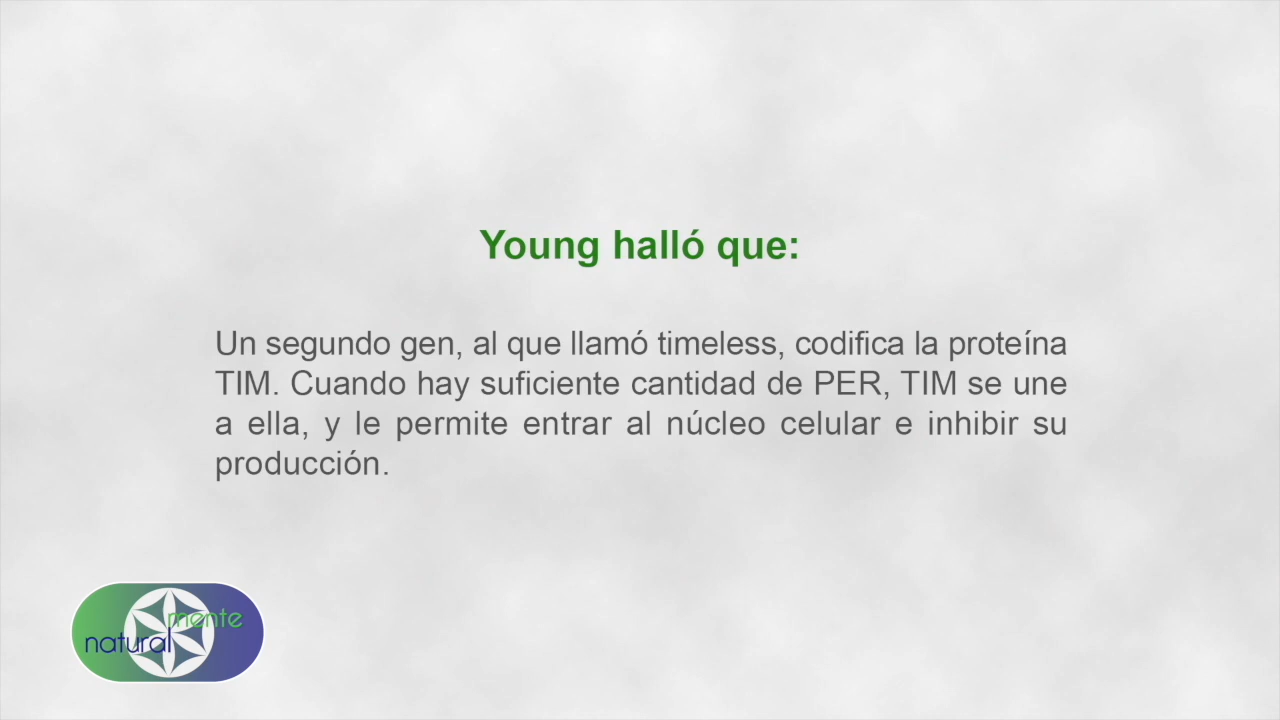 Young halló que:
Un segundo gen, al que llamó timeless, codifica la proteína
TIM. Cuando hay suficiente cantidad de PER, TIM se une
a ella, y le permite entrar al núcleo celular e inhibir su
producción.
mente
natural